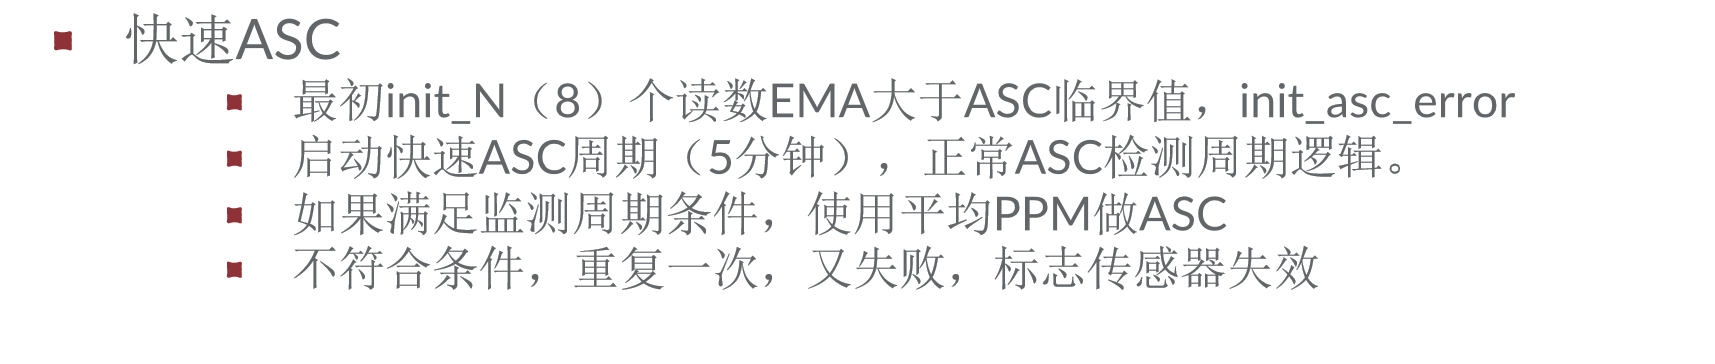 快速ASC
最初init_N（8）个读数EMA大于ASC临界值，init_asc_error
启动快速ASC周期（5分钟），正常ASC检测周期逻辑。
如果满足监测周期条件，使用平均PPM做ASC
不符合条件，重复一次，又失败，标志传感器失效